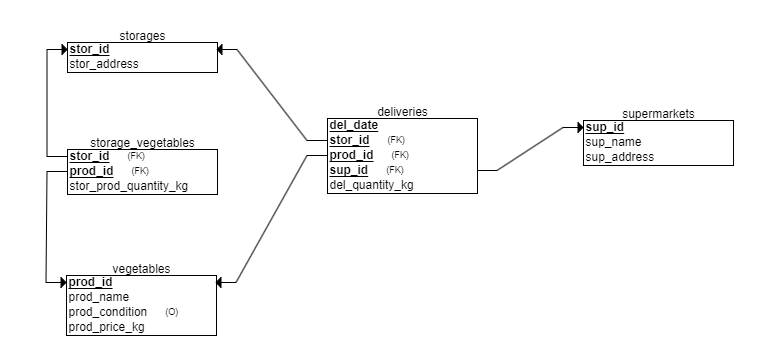 storages
stor_id
stor_address
storage_vegetables
stor_id (FK)
prod_id (FK)
stor_prod_quantity_kg
vegetables
prod_id
prod_name
prod_condition (O)
prod_price_kg
deliveries
del_date
stor_id (FK)
prod_id (FK)
sup_id (FK)
del_quantity_kg
supermarkets
sup_id
sup_name
sup_address